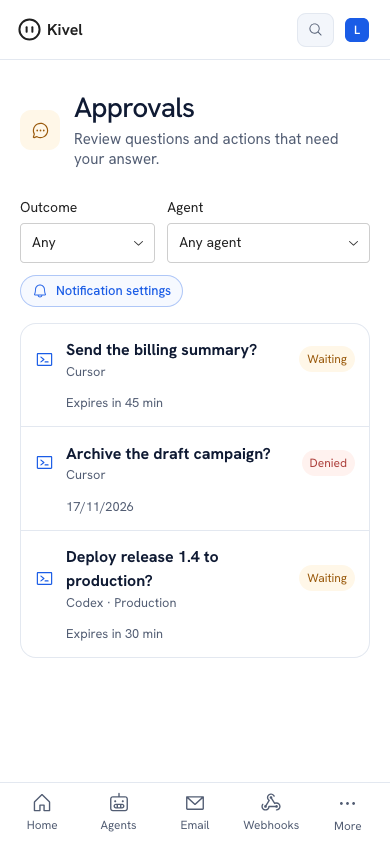 Kivel
L
Approvals
Review questions and actions that need
your answer.
Outcome
Agent
Any
Any agent
Notification settings
Send the billing summary?
Cursor
Waiting
Expires in 45 min
Archive the draft campaign?
Cursor
Denied
17/11/2026
Deploy release 1.4 to
production?
Waiting
Codex · Production
Expires in 30 min
Home
Agents
Email
Webhooks
More